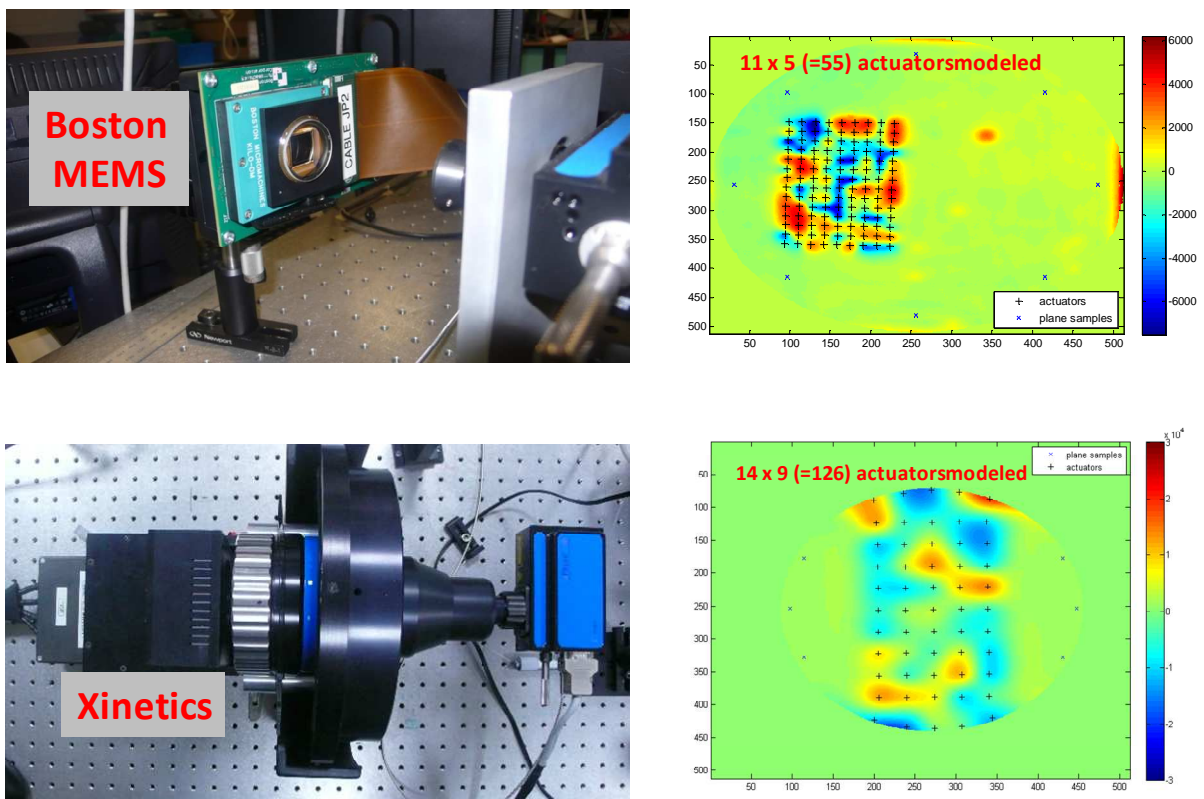 Boston
MEMS
BOSTON MICROMACHINES
CABLE JP2
Newport
11 x 5 (=55) actuatorsmodeled
50
100
150
200
250
300
350
400
450
500
50 100 150 200 250 300 350 400 450 500
actuators
plane samples
6000
4000
2000
0
-2000
-4000
-6000
Xinetics
14 x 9 (=126) actuatorsmodeled
50
100
150
200
250
300
350
400
450
500
50 100 150 200 250 300 350 400 450 500
plane samples
actuators
x 10⁴
3
2
1
0
-1
-2
-3